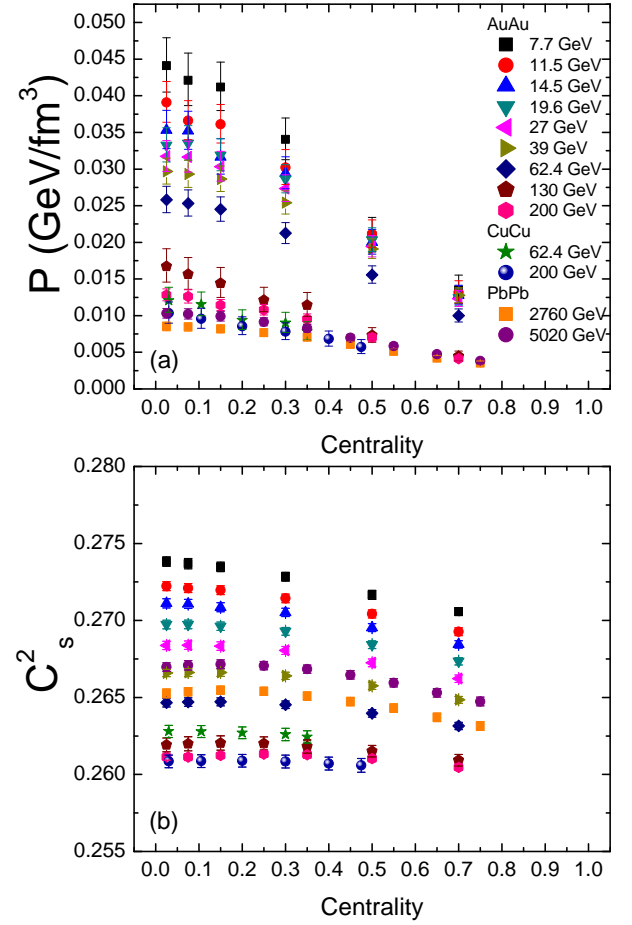 0.050
0.045
0.040
0.035
0.030
0.025
0.020
0.015
0.010
0.005
0.000
P (GeV/fm³)
AuAu
7.7 GeV
11.5 GeV
14.5 GeV
19.6 GeV
27 GeV
39 GeV
62.4 GeV
130 GeV
200 GeV
CuCu
62.4 GeV
200 GeV
PbPb
2760 GeV
5020 GeV
(a)
0.0 0.1 0.2 0.3 0.4 0.5 0.6 0.7 0.8 0.9 1.0
Centrality
0.280
0.275
0.270
0.265
0.260
0.255
C²s
(b)
0.0 0.1 0.2 0.3 0.4 0.5 0.6 0.7 0.8 0.9 1.0
Centrality